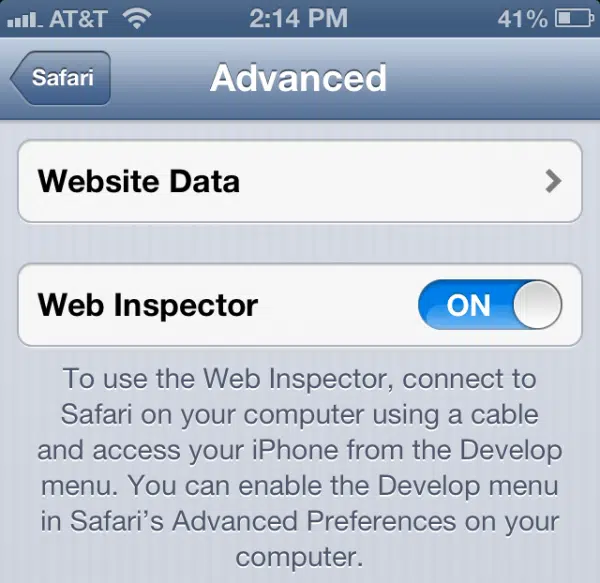 AT&T 2:14 PM 41%
Safari Advanced
Website Data
Web Inspector ON
To use the Web Inspector, connect to
Safari on your computer using a cable
and access your iPhone from the Develop
menu. You can enable the Develop menu
in Safari's Advanced Preferences on your
computer.